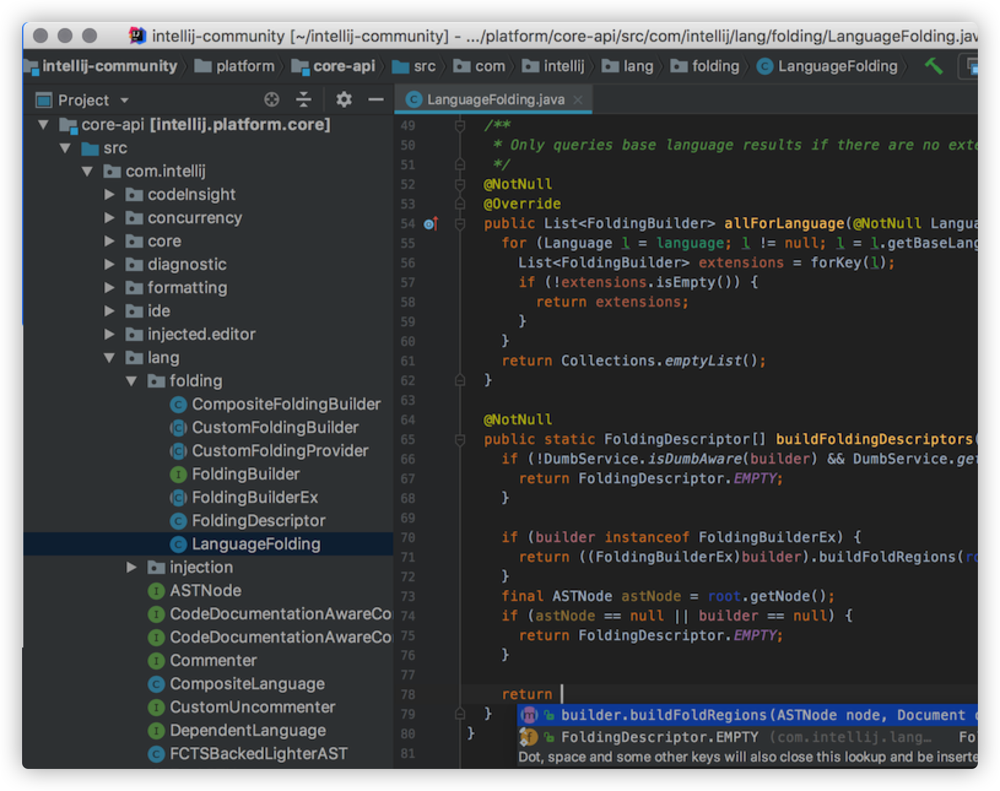 intellij-community [~/intellij-community] - .../platform/core-api/src/com/intellij/lang/folding/LanguageFolding.jav
intellij-community platform core-api src com intellij lang folding LanguageFolding
Project
LanguageFolding.java
core-api [intellij.platform.core]
src
com.intellij
codeInsight
concurrency
core
diagnostic
formatting
ide
injected.editor
lang
folding
CompositeFoldingBuilder
CustomFoldingBuilder
CustomFoldingProvider
FoldingBuilder
FoldingBuilderEx
FoldingDescriptor
LanguageFolding
injection
ASTNode
CodeDocumentationAwareCo
CodeDocumentationAwareCo
Commenter
CompositeLanguage
CustomUncommenter
DependentLanguage
FCTSBackedLighterAST
49 /**
50 * Only queries base language results if there are no exte
51 */
52 @NotNull
53 @Override
54 public List<FoldingBuilder> allForLanguage(@NotNull Langua
55 for (Language l = language; l != null; l = l.getBaseLang
56 List<FoldingBuilder> extensions = forKey(l);
57 if (!extensions.isEmpty()) {
58 return extensions;
59 }
60 }
61 return Collections.emptyList();
62 }
63
64 @NotNull
65 public static FoldingDescriptor[] buildFoldingDescriptors(
66 if (!DumbService.isDumbAware(builder) && DumbService.get
67 return FoldingDescriptor.EMPTY;
68 }
69
70 if (builder instanceof FoldingBuilderEx) {
71 return ((FoldingBuilderEx)builder).buildFoldRegions(ro
72 }
73 final ASTNode astNode = root.getNode();
74 if (astNode == null || builder == null) {
75 return FoldingDescriptor.EMPTY;
76 }
77
78 return
79 }
80 }
81
builder.buildFoldRegions(ASTNode node, Document d
FoldingDescriptor.EMPTY (com.intellij.lang… Fo
Dot, space and some other keys will also close this lookup and be inserte